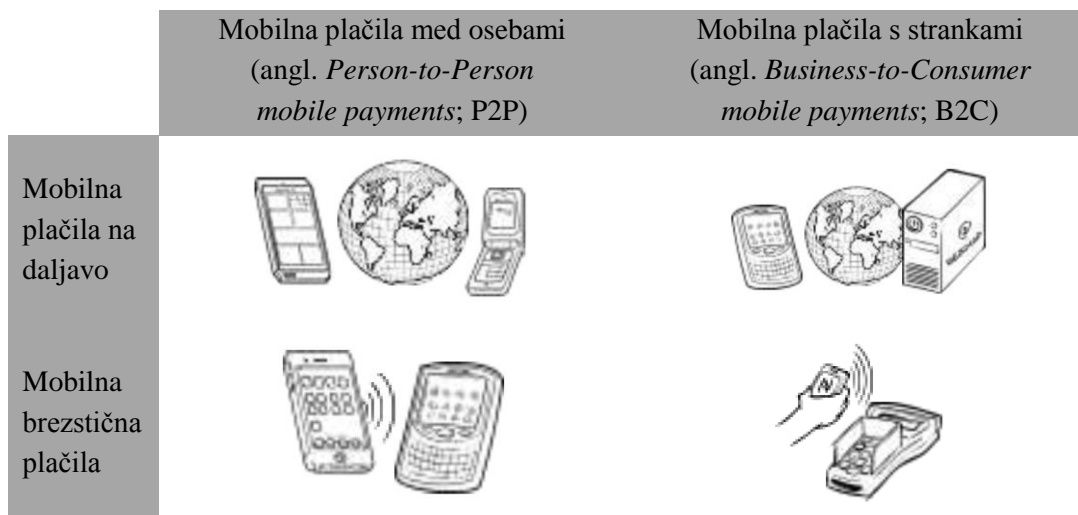 Mobilna plačila med osebami
(angl. Person-to-Person
mobile payments; P2P)
Mobilna plačila s strankami
(angl. Business-to-Consumer
mobile payments; B2C)
Mobilna
plačila na
daljavo
Mobilna
brezstična
plačila